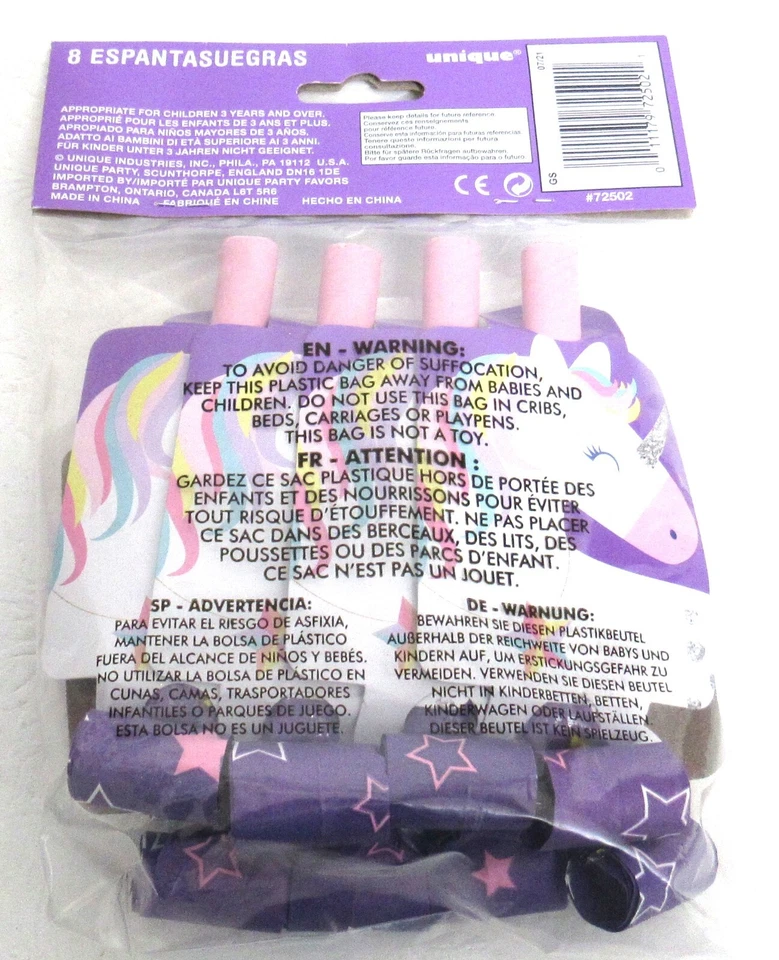 8 ESPANTASUEGRAS
unique®
APPROPRIATE FOR CHILDREN 3 YEARS AND OVER.
APPROPRIÉ POUR LES ENFANTS DE 3 ANS ET PLUS.
APROPIADO PARA NIÑOS MAYORES DE 3 AÑOS.
ADATTO AI BAMBINI DI ETÀ SUPERIORE AI 3 ANNI.
FÜR KINDER UNTER 3 JAHREN NICHT GEEIGNET.
© UNIQUE INDUSTRIES, INC., PHILA., PA 19112 U.S.A.
UNIQUE PARTY, SCUNTHORPE, ENGLAND DN16 1DE
IMPORTED BY/IMPORTÉ PAR UNIQUE PARTY FAVORS
BRAMPTON, ONTARIO, CANADA L6T 5R6
MADE IN CHINA FABRIQUÉ EN CHINE HECHO EN CHINA
Please keep details for future reference.
Conservez ces renseignements
pour référence future.
Conserve esta información para futuras referencias.
Tenere queste informazioni per futura
consultazione.
Bitte für spätere Rückfragen aufbewahren.
Por favor guarde esta informação para o futuro.
CE
07/21
GS
0 11179 72502 1
#72502
EN - WARNING:
TO AVOID DANGER OF SUFFOCATION,
KEEP THIS PLASTIC BAG AWAY FROM BABIES AND
CHILDREN. DO NOT USE THIS BAG IN CRIBS,
BEDS, CARRIAGES OR PLAYPENS.
THIS BAG IS NOT A TOY.
FR - ATTENTION :
GARDEZ CE SAC PLASTIQUE HORS DE PORTÉE DES
ENFANTS ET DES NOURRISSONS POUR ÉVITER
TOUT RISQUE D'ÉTOUFFEMENT. NE PAS PLACER
CE SAC DANS DES BERCEAUX, DES LITS, DES
POUSSETTES OU DES PARCS D'ENFANT.
CE SAC N'EST PAS UN JOUET.
SP - ADVERTENCIA:
PARA EVITAR EL RIESGO DE ASFIXIA,
MANTENER LA BOLSA DE PLÁSTICO
FUERA DEL ALCANCE DE NIÑOS Y BEBÉS.
NO UTILIZAR LA BOLSA DE PLÁSTICO EN
CUNAS, CAMAS, TRASPORTADORES
INFANTILES O PARQUES DE JUEGO.
ESTA BOLSA NO ES UN JUGUETE.
DE - WARNUNG:
BEWAHREN SIE DIESEN PLASTIKBEUTEL
AUßERHALB DER REICHWEITE VON BABYS UND
KINDERN AUF, UM ERSTICKUNGSGEFAHR ZU
VERMEIDEN. VERWENDEN SIE DIESEN BEUTEL
NICHT IN KINDERBETTEN, BETTEN,
KINDERWAGEN ODER LAUFSTÄLLEN.
DIESER BEUTEL IST KEIN SPIELZEUG.